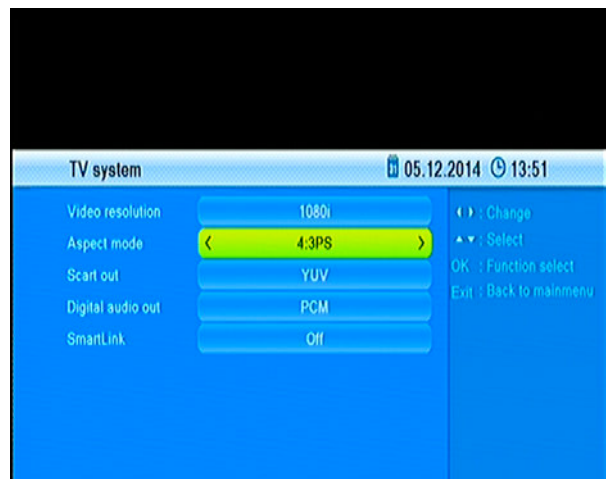 TV system 05.12.2014 13:51
Video resolution 1080i
Aspect mode 4:3PS
Scart out YUV
Digital audio out PCM
SmartLink Off
: Change
: Select
OK : Function select
Exit : Back to mainmenu